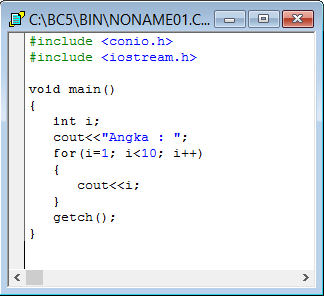 C:\BC5\BIN\NONAME01.C...
#include <conio.h>
#include <iostream.h>
void main()
{
int i;
cout<<"Angka : ";
for(i=1; i<10; i++)
{
cout<<i;
}
getch();
}